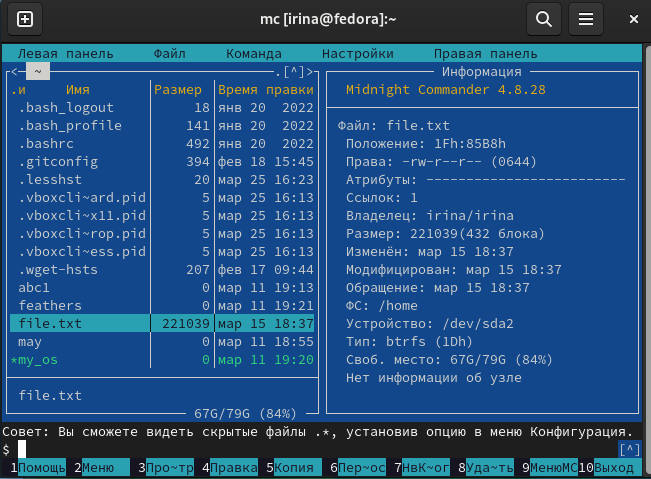 mc [irina@fedora]:~
Левая панель Файл Команда Настройки Правая панель
<─ ~ .[^]>
.и Имя Размер Время правки
.bash_logout 18 янв 20 2022
.bash_profile 141 янв 20 2022
.bashrc 492 янв 20 2022
.gitconfig 394 фев 18 15:45
.lesshst 20 мар 25 16:23
.vboxcli~ard.pid 5 мар 25 16:13
.vboxcli~x11.pid 5 мар 25 16:13
.vboxcli~rop.pid 5 мар 25 16:13
.vboxcli~ess.pid 5 мар 25 16:13
.wget-hsts 207 фев 17 09:44
abc1 0 мар 11 19:13
feathers 0 мар 11 19:21
file.txt 221039 мар 15 18:37
may 0 мар 11 18:55
*my_os 0 мар 11 19:20
file.txt
67G/79G (84%)
Информация
Midnight Commander 4.8.28
Файл: file.txt
Положение: 1Fh:85B8h
Права: -rw-r--r-- (0644)
Атрибуты: -------------------------
Ссылок: 1
Владелец: irina/irina
Размер: 221039(432 блока)
Изменён: мар 15 18:37
Модифицирован: мар 15 18:37
Обращение: мар 15 18:37
ФС: /home
Устройство: /dev/sda2
Тип: btrfs (1Dh)
Своб. место: 67G/79G (84%)
Нет информации об узле
Совет: Вы сможете видеть скрытые файлы .*, установив опцию в меню Конфигурация.
$ [^]
1Помощь 2Меню 3Про~тр 4Правка 5Копия 6Пер~ос 7НвК~ог 8Уда~ть 9МенюMC 10Выход